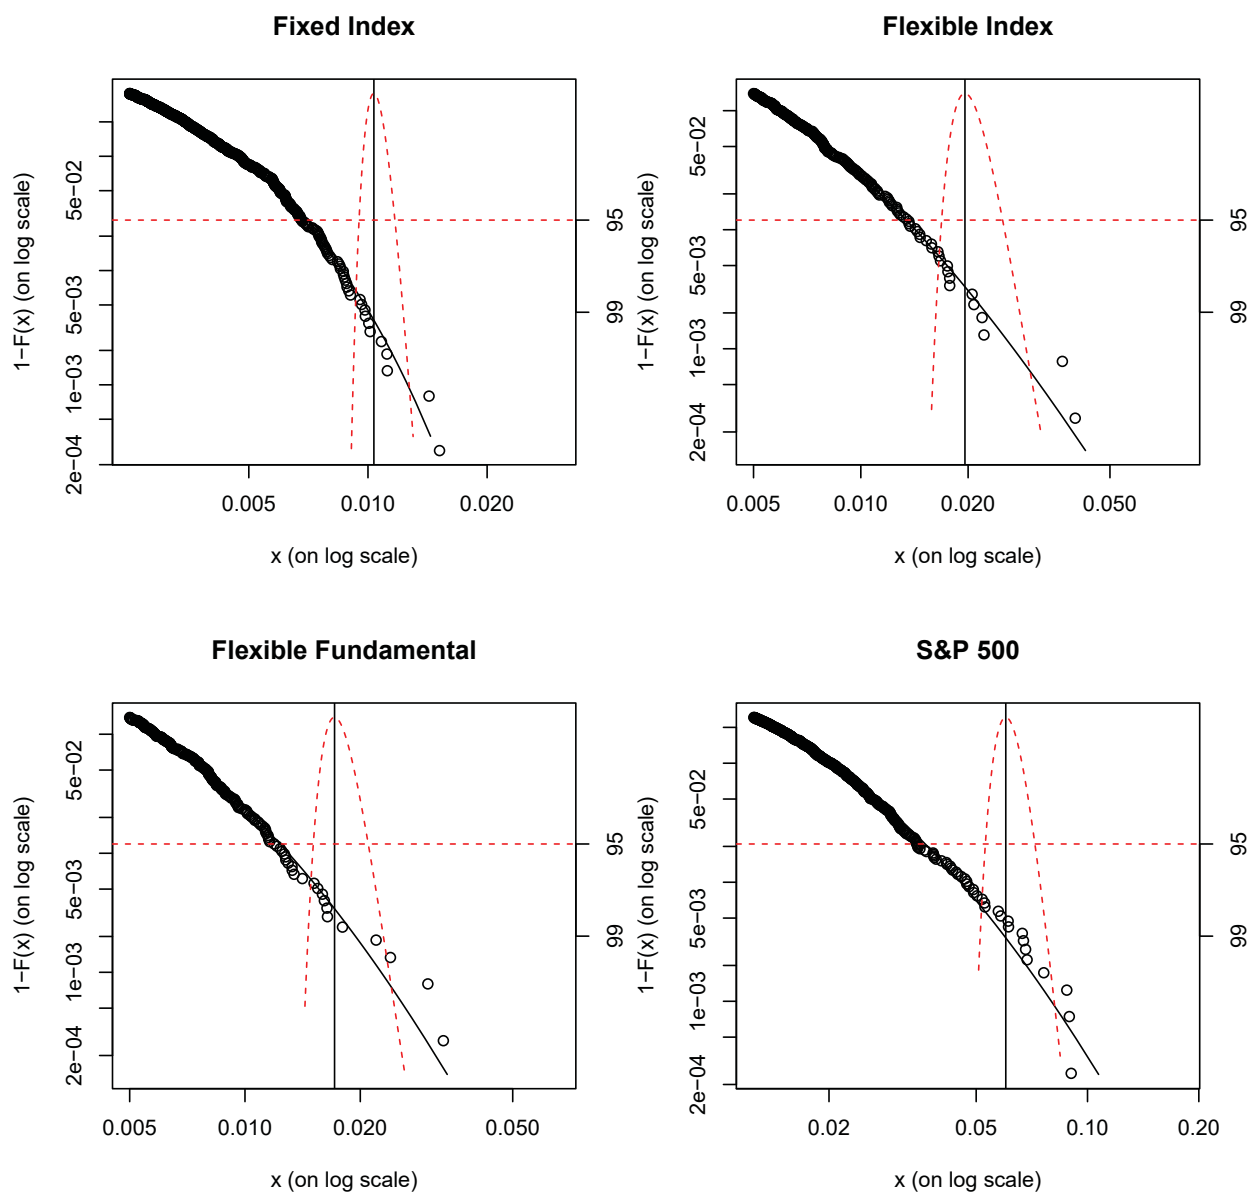 Fixed Index
1−F(x) (on log scale)
5e−02
5e−03
1e−03
2e−04
95
99
0.005 0.010 0.020
x (on log scale)
Flexible Index
1−F(x) (on log scale)
5e−02
5e−03
1e−03
2e−04
95
99
0.005 0.010 0.020 0.050
x (on log scale)
Flexible Fundamental
1−F(x) (on log scale)
5e−02
5e−03
1e−03
2e−04
95
99
0.005 0.010 0.020 0.050
x (on log scale)
S&P 500
1−F(x) (on log scale)
5e−02
5e−03
1e−03
2e−04
95
99
0.02 0.05 0.10 0.20
x (on log scale)